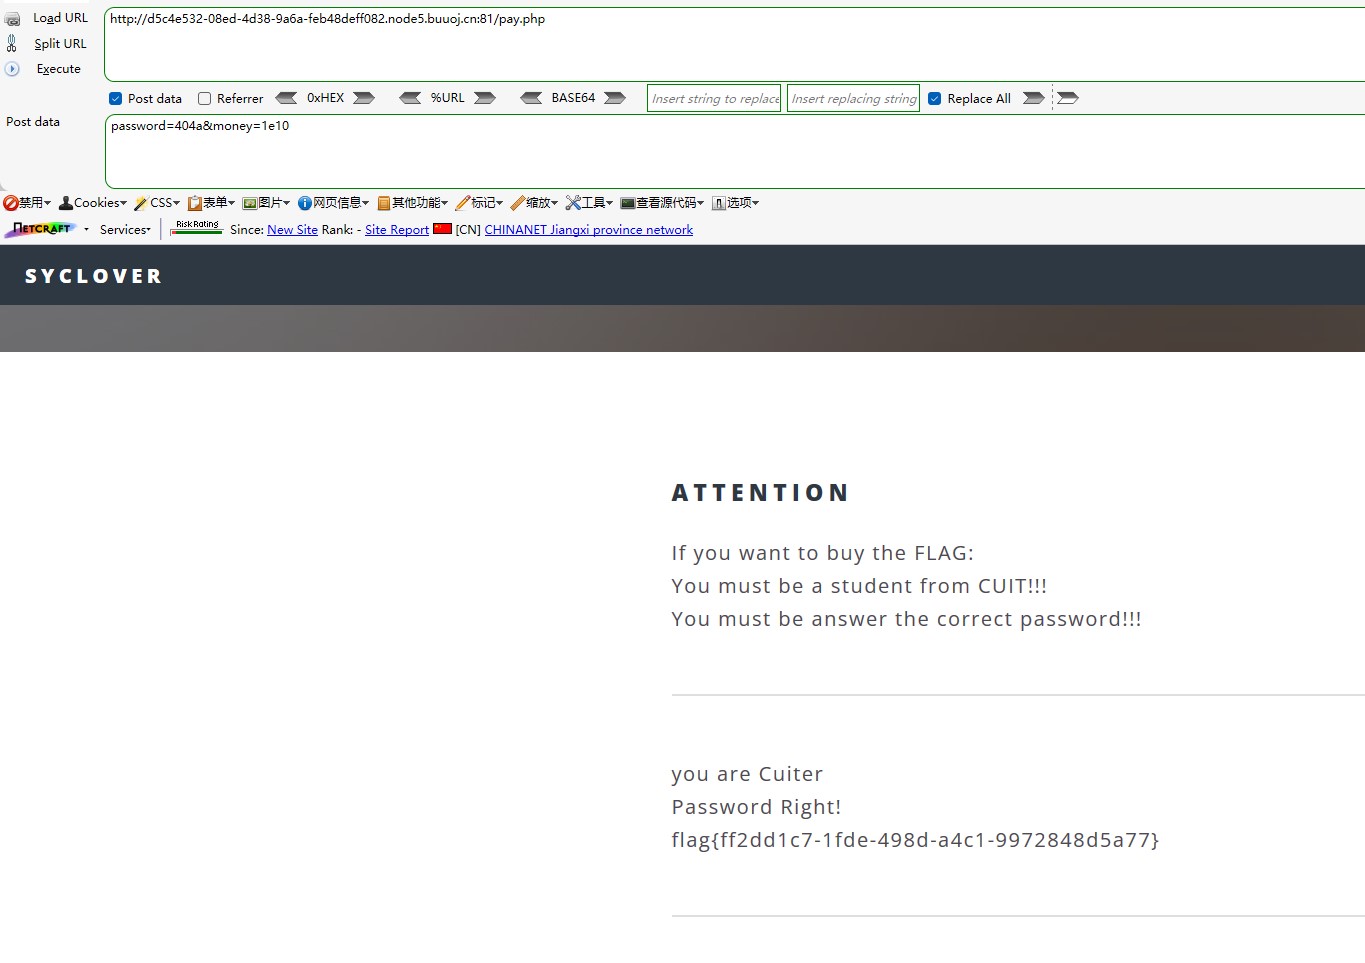 Load URL
http://d5c4e532-08ed-4d38-9a6a-feb48deff082.node5.buuoj.cn:81/pay.php
Split URL
Execute
Post data Referrer 0xHEX %URL BASE64 Insert string to replace Insert replacing string Replace All
Post data
password=404a&money=1e10
禁用 Cookies CSS 表单 图片 网页信息 其他功能 标记 缩放 工具 查看源代码 选项
NETCRAFT Services Risk Rating Since: New Site Rank: - Site Report [CN] CHINANET Jiangxi province network
SYCLOVER
ATTENTION
If you want to buy the FLAG:
You must be a student from CUIT!!!
You must be answer the correct password!!!
you are Cuiter
Password Right!
flag{ff2dd1c7-1fde-498d-a4c1-9972848d5a77}